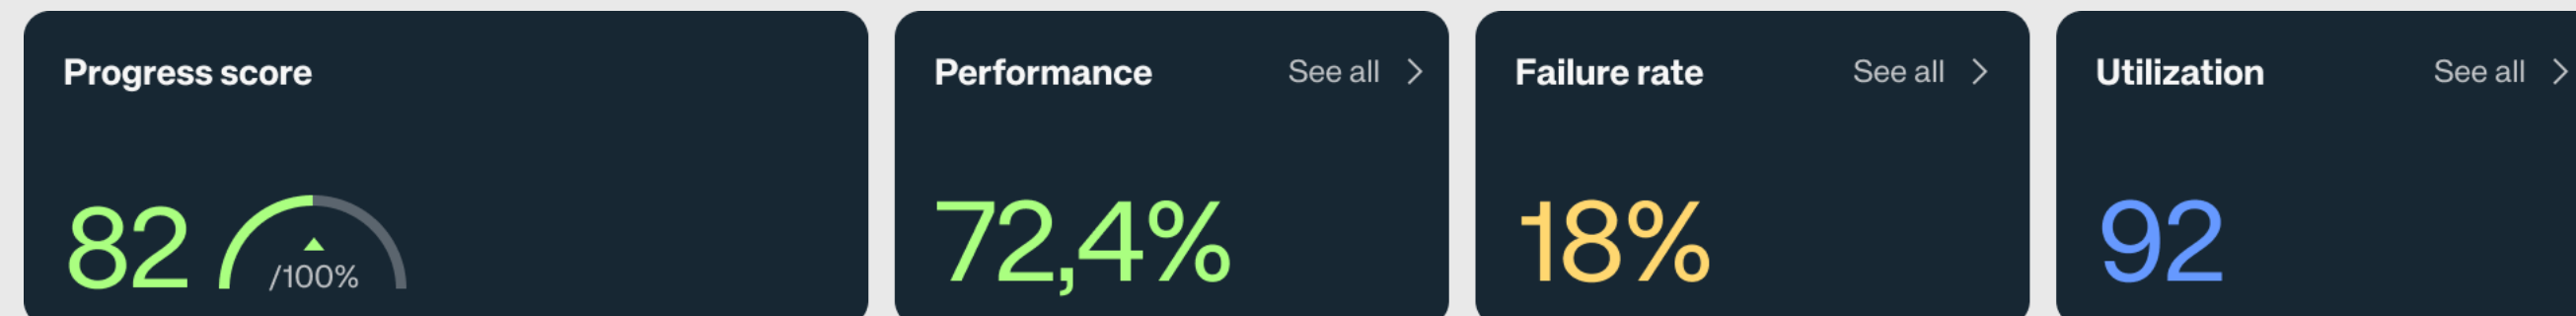 Progress score
82
/100%
Performance
See all
72,4%
Failure rate
See all
18%
Utilization
See all
92